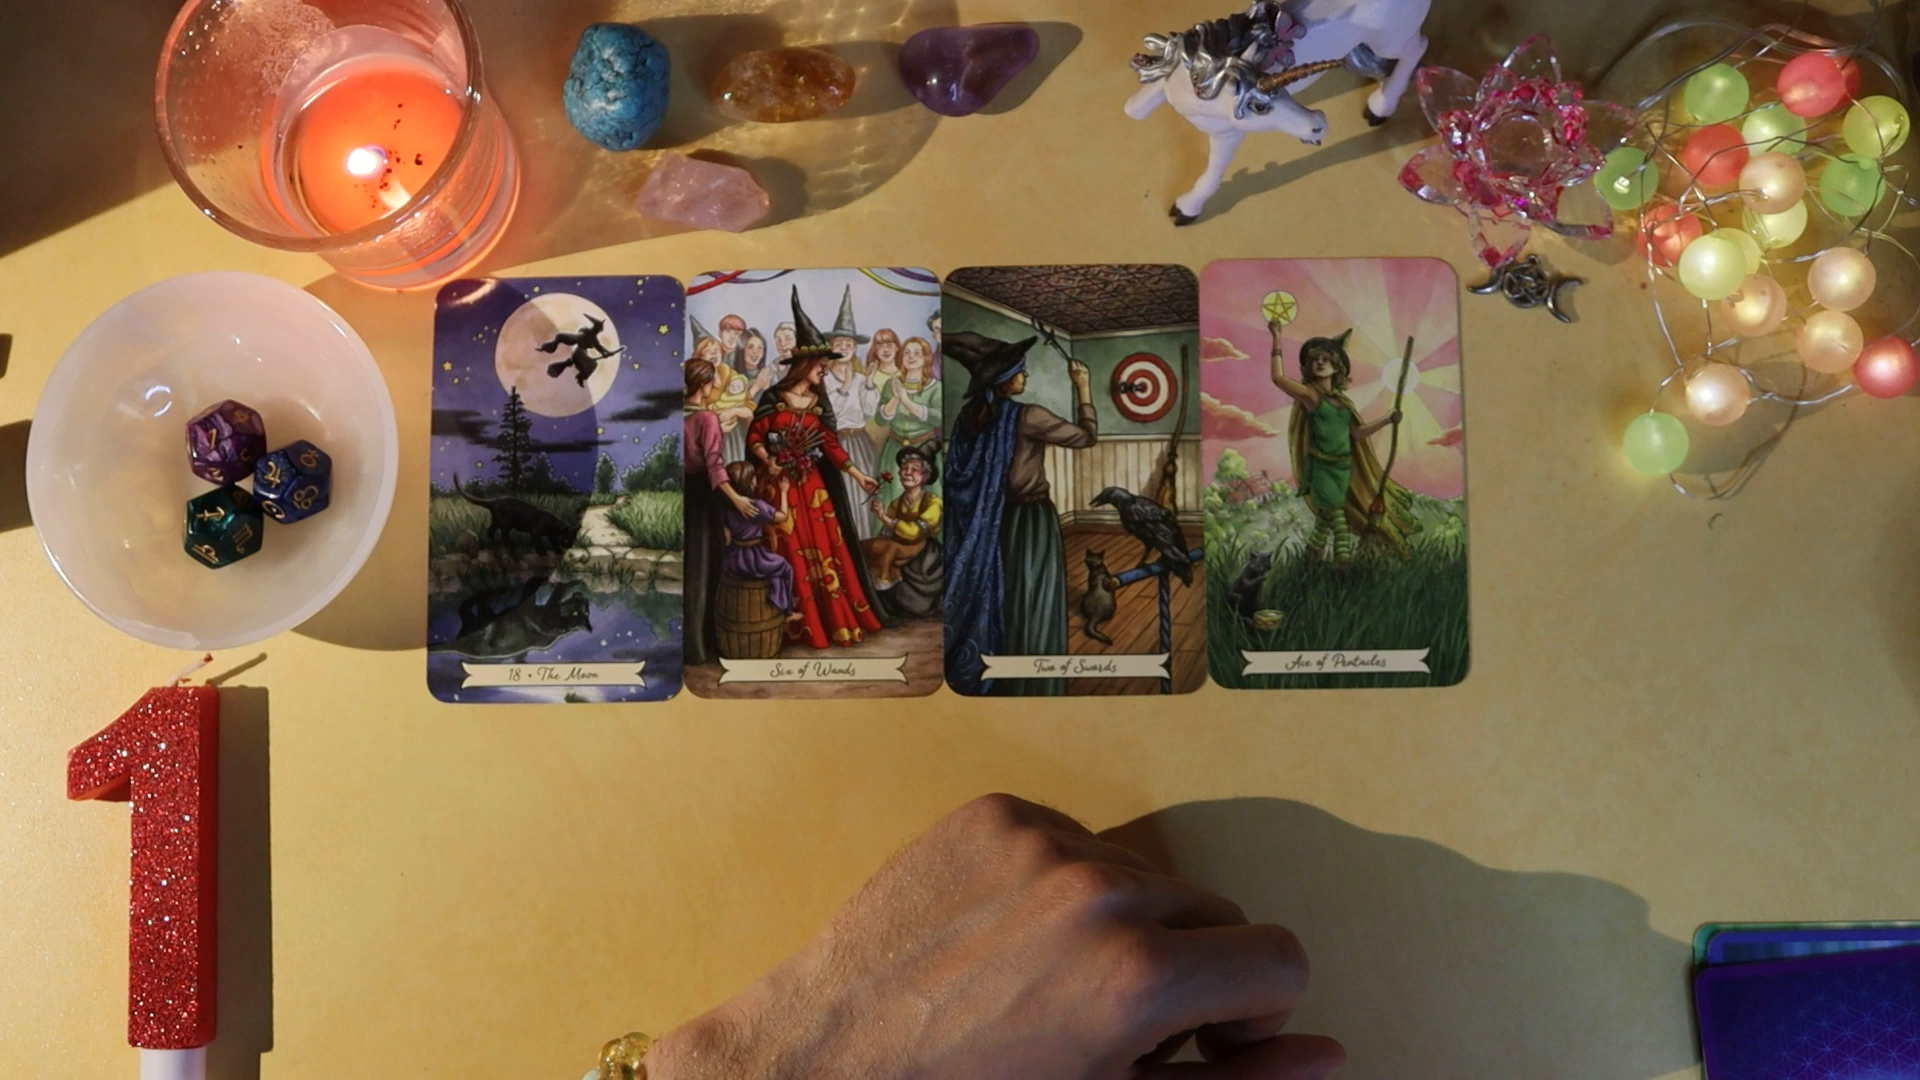 18 • The Moon
Six of Wands
Two of Swords
Ace of Pentacles
1